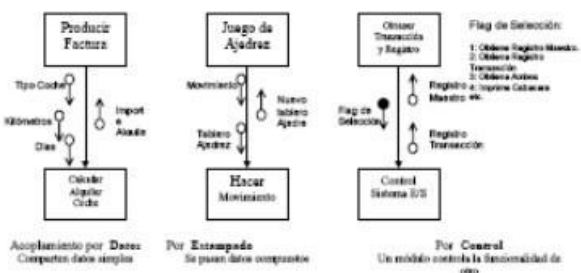 Producir
Factura
Tipo Coche
Kilómetros
Días
Import
e
Calcular
Alquiler
Coche
Acoplamiento por Datos
Comparten datos simples
Juego de
Ajedrez
Movimiento
Nuevo
tablero
Ajedre
Tablero
Ajedrez
Hacer
Movimiento
Por Estampado
Se pasan datos compuestos
Obtener
Transacción
y Registro
Flag de
Selección
Registro
Maestro
Registro
Transacción
Control
Sistema E/S
Flag de Selección:
1: Obtiene Registro Maestro.
2: Obtiene Registro
Transacción
3: Obtiene Ambos
4: Imprime Cabecera
etc.
Por Control
Un módulo controla la funcionalidad de
otro